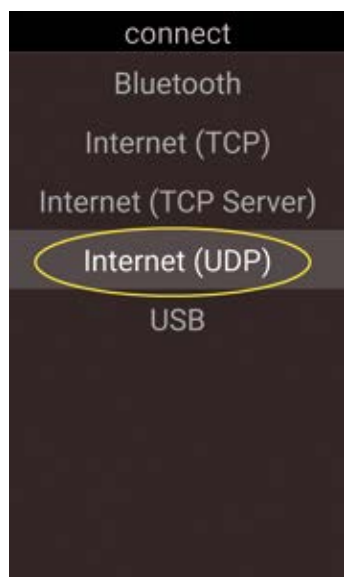 connect
Bluetooth
Internet (TCP)
Internet (TCP Server)
Internet (UDP)
USB